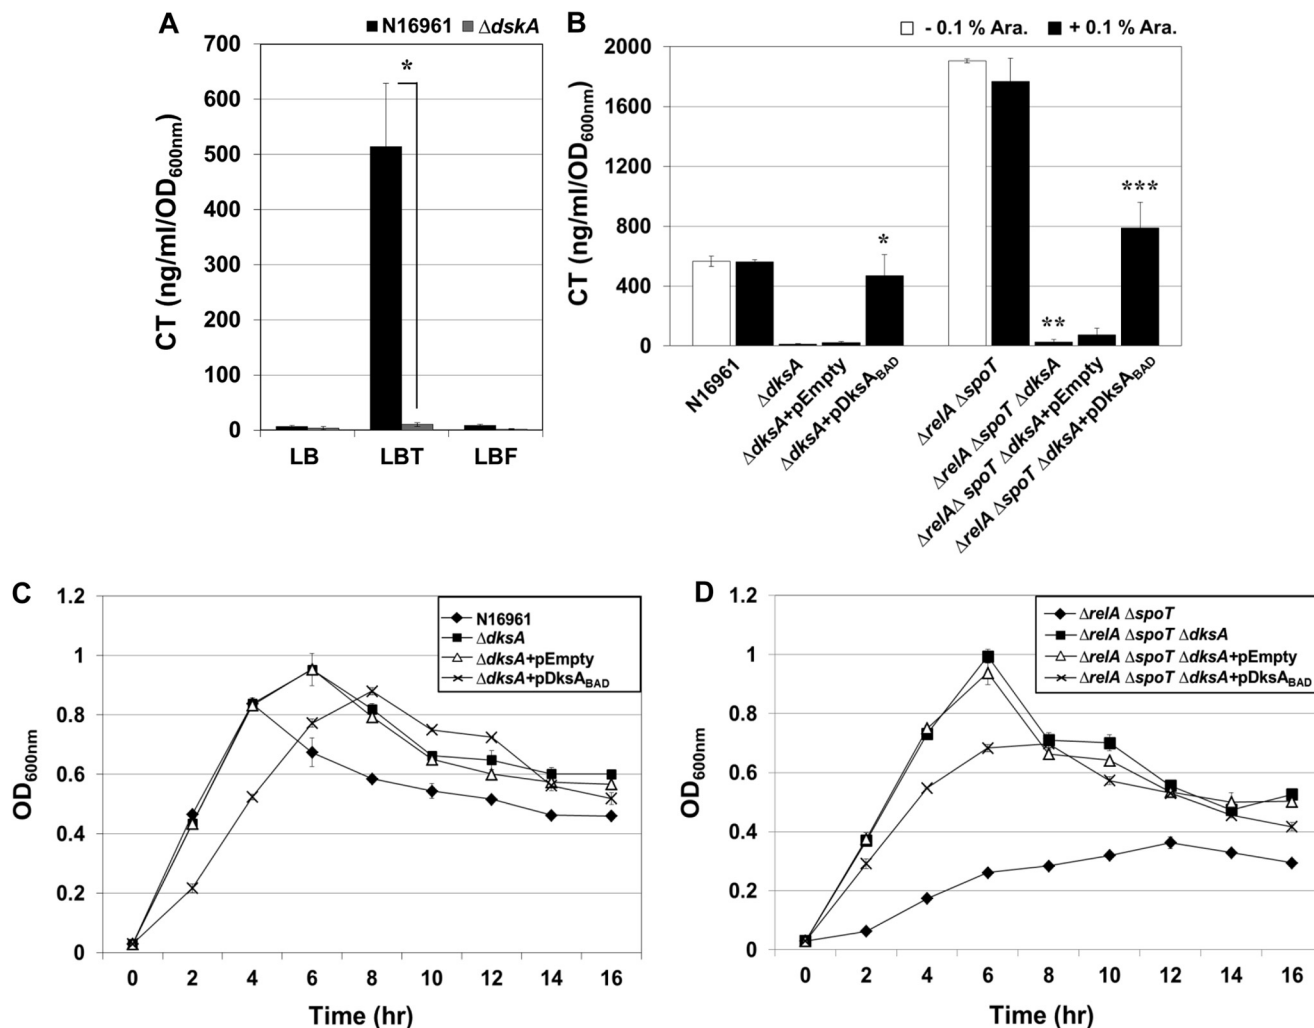 A
N16961 ΔdskA
700
600
500
400
300
200
100
0
CT (ng/ml/OD600nm)
*
LB LBT LBF
B
- 0.1 % Ara. + 0.1 % Ara.
2000
1600
1200
800
400
0
CT (ng/ml/OD600nm)
*
**
***
N16961
ΔdksA
ΔdksA+pEmpty
ΔdksA+pDksABAD
ΔrelA ΔspoT
ΔrelA ΔspoT ΔdksA
ΔrelAΔ spoT ΔdksA+pEmpty
ΔrelA ΔspoT ΔdksA+pDksABAD
C
N16961
ΔdksA
ΔdksA+pEmpty
ΔdksA+pDksABAD
1.2
1
0.8
0.6
0.4
0.2
0
OD600nm
0 2 4 6 8 10 12 14 16
Time (hr)
D
ΔrelA ΔspoT
ΔrelA ΔspoT ΔdksA
ΔrelA ΔspoT ΔdksA+pEmpty
ΔrelA ΔspoT ΔdksA+pDksABAD
1.2
1
0.8
0.6
0.4
0.2
0
OD600nm
0 2 4 6 8 10 12 14 16
Time (hr)